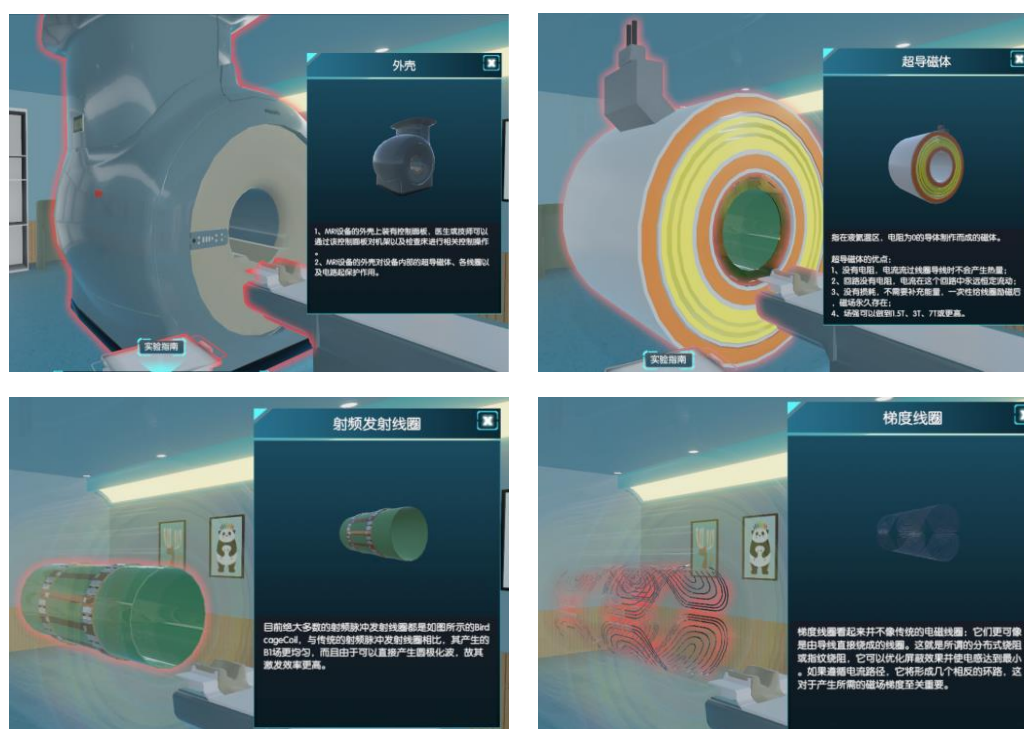 外壳
1、MRI设备的外壳上装有控制面板，医生或技师可以
通过该控制面板对机架以及检查床进行相关控制操作
。
2、MRI设备的外壳对设备内部的超导磁体、各线圈以
及电路起保护作用。
实验指南
超导磁体
指在液氦温区，电阻为0的导体制作而成的磁体。
超导磁体的优点：
1、没有电阻，电流流过线圈导线时不会产生热量；
2、回路没有电阻，电流在这个回路中永远恒定流动；
3、没有损耗，不需要补充能量，一次性给线圈励磁后
，磁场永久存在；
4、场强可以做到1.5T、3T、7T或更高。
实验指南
射频发射线圈
目前绝大多数的射频脉冲发射线圈都是如图所示的Bird
cageCoil，与传统的射频脉冲发射线圈相比，其产生的
B1场更均匀，而且由于可以直接产生圆极化波，故其
激发效率更高。
梯度线圈
梯度线圈看起来并不像传统的电磁线圈；它们更可像
是由导线直接绕成的线圈。这就是所谓的分布式绕阻
或指纹绕阻，它可以优化屏蔽效果并使电感达到最小
。如果遵循电流路径，它将形成几个相反的环路，这
对于产生所需的磁场梯度至关重要。